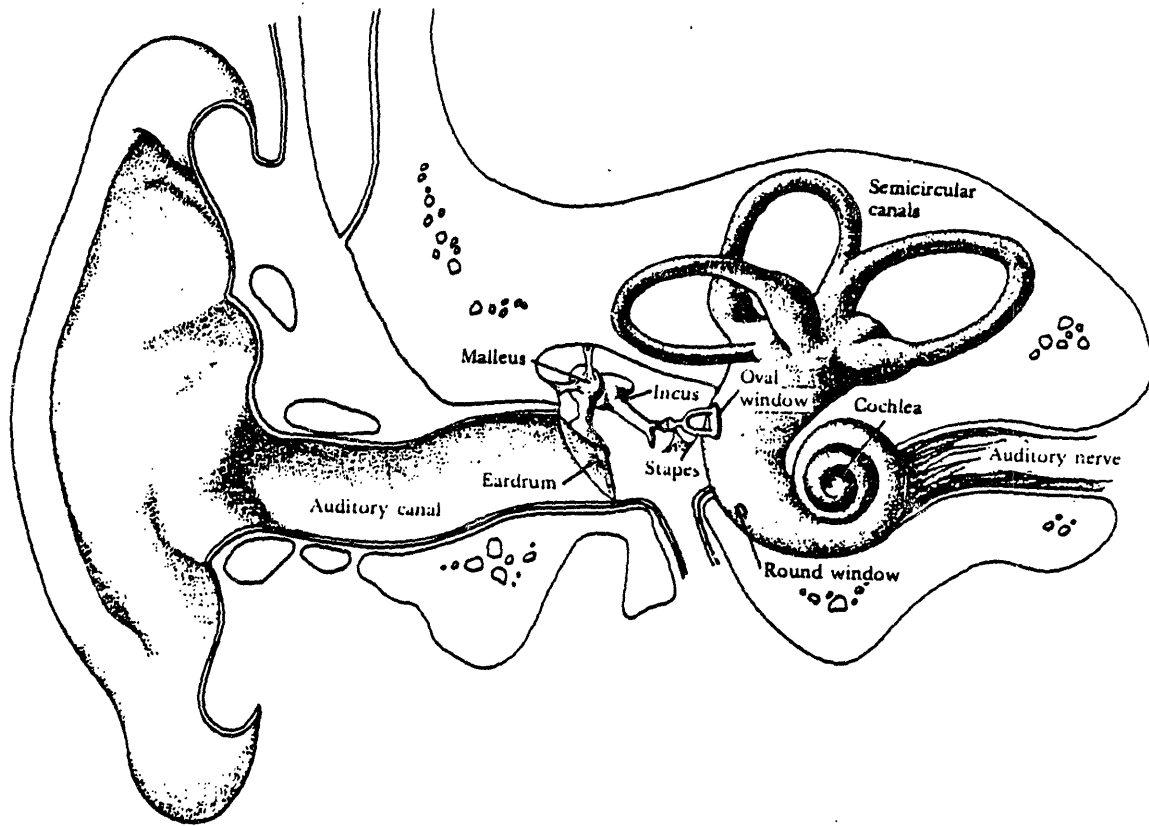 Semicircular
canals
Malleus
Incus
Oval
window
Cochlea
Stapes
Auditory nerve
Eardrum
Auditory canal
Round window